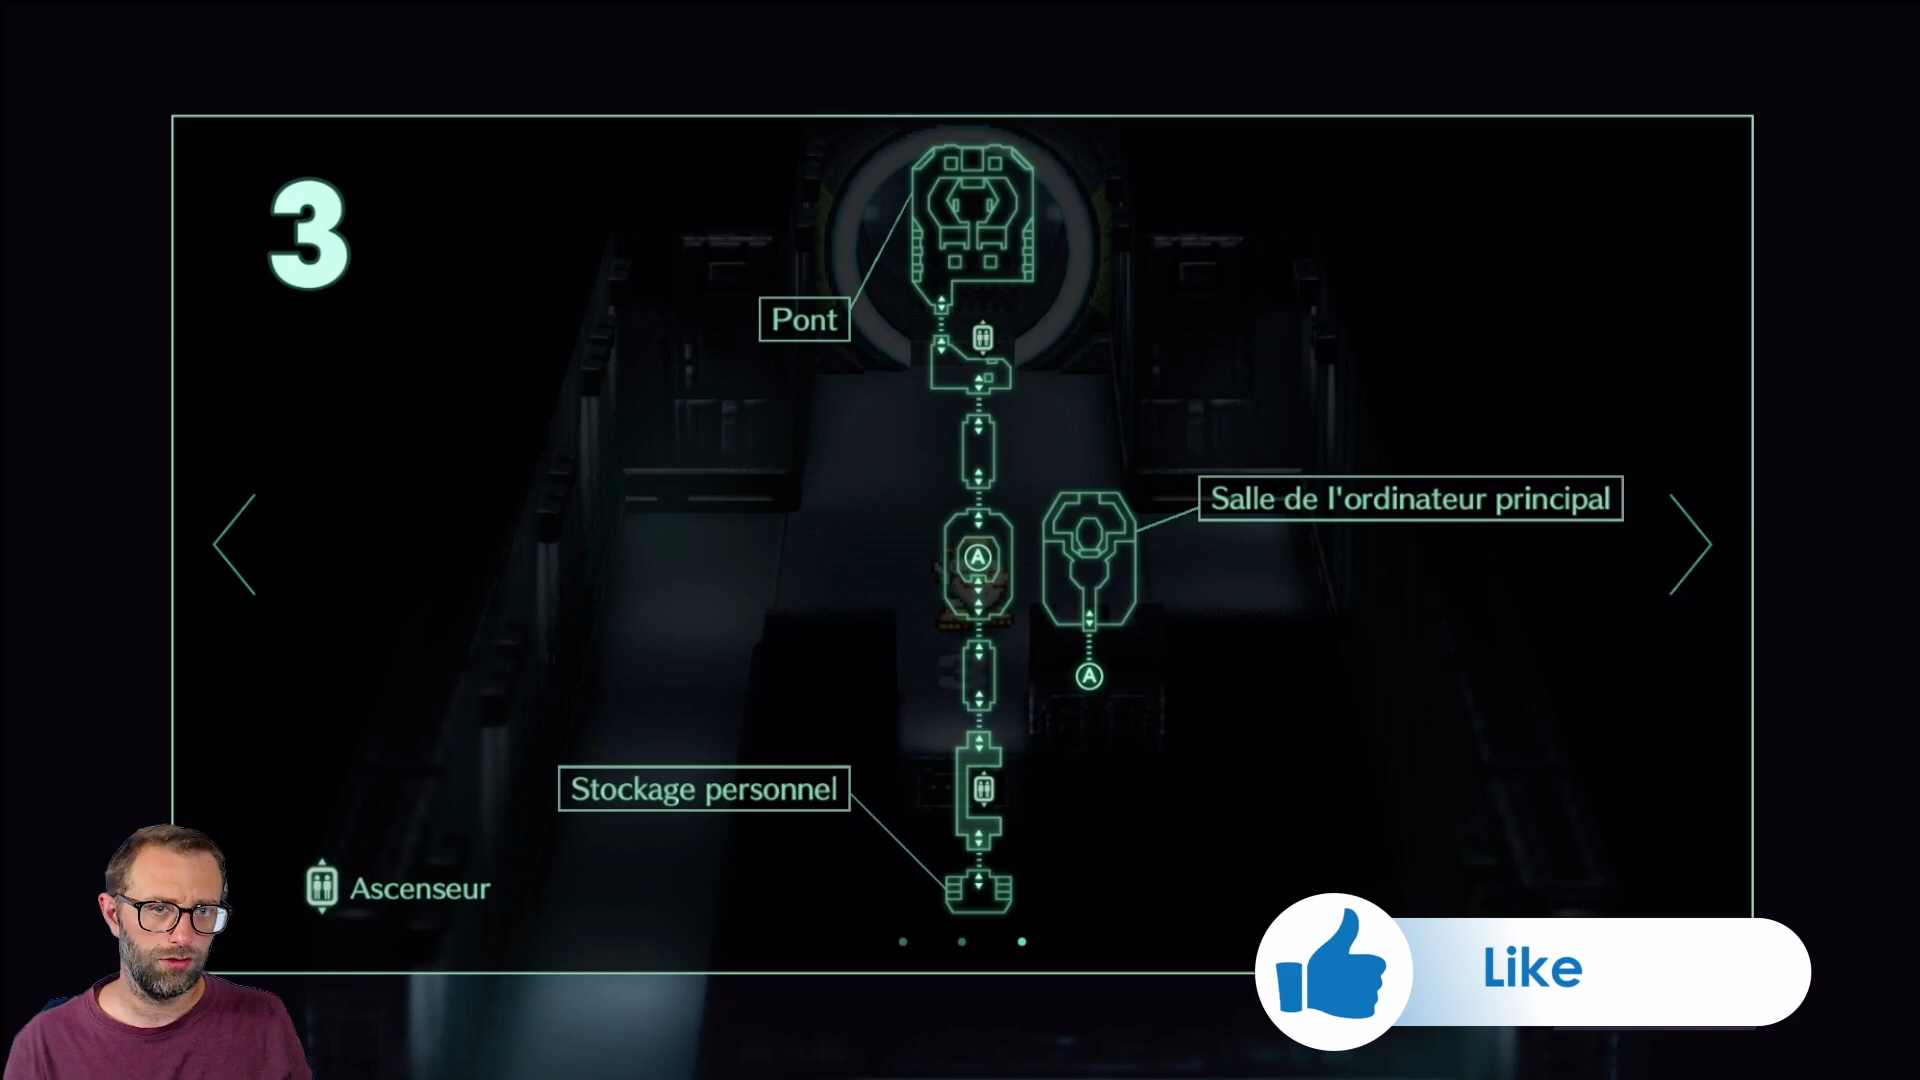 3
Pont
Salle de l'ordinateur principal
A
A
Stockage personnel
Ascenseur
Like